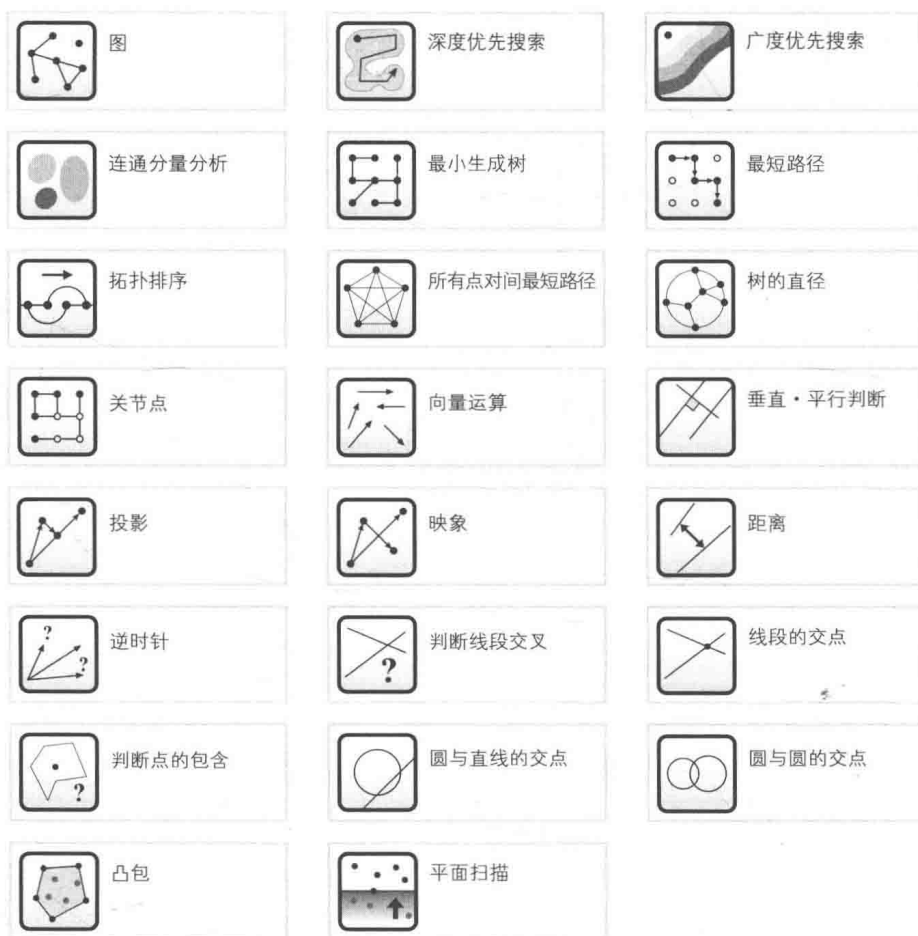 图
深度优先搜索
广度优先搜索
连通分量分析
最小生成树
最短路径
拓扑排序
所有点对间最短路径
树的直径
关节点
向量运算
垂直・平行判断
投影
映象
距离
逆时针
?
?
判断线段交叉
?
线段的交点
判断点的包含
?
圆与直线的交点
圆与圆的交点
凸包
平面扫描